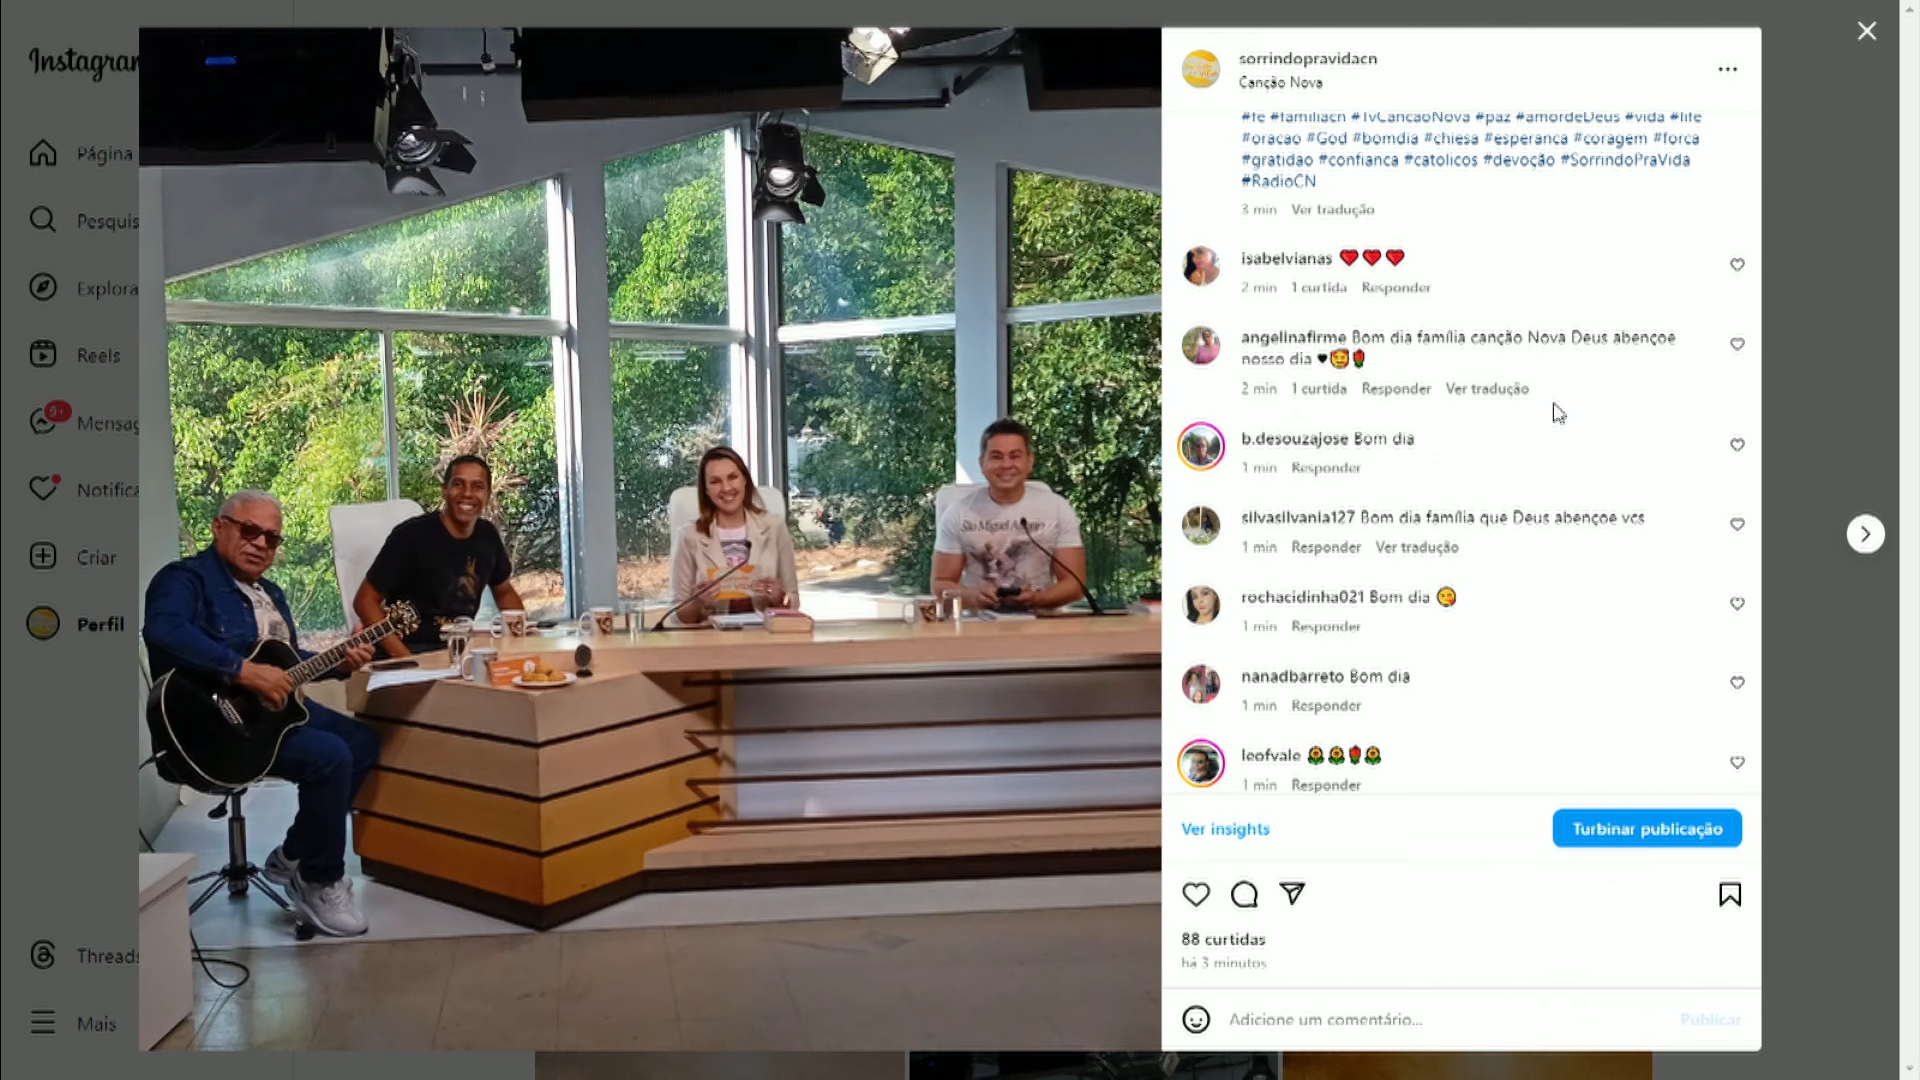 Instagram
Página
Pesquis
Explora
Reels
9+
Mensag
Notifica
Criar
Perfil
Threads
Mais
São Miguel Arcanjo
sorrindopravidacn
Canção Nova
#fe #familiacn #TvCancaoNova #paz #amordeDeus #vida #life
#oracao #God #bomdia #chiesa #esperanca #coragem #forca
#gratidao #confianca #catolicos #devoção #SorrindoPraVida
#RadioCN
3 min Ver tradução
isabelvianas ❤️❤️❤️
2 min 1 curtida Responder
angelinafirme Bom dia família canção Nova Deus abençoe
nosso dia ♥️🥰🌹
2 min 1 curtida Responder Ver tradução
b.desouzajose Bom dia
1 min Responder
silvasilvania127 Bom dia família que Deus abençoe vcs
1 min Responder Ver tradução
rochacidinha021 Bom dia 😘
1 min Responder
nanadbarreto Bom dia
1 min Responder
leofvale 🌻🌻🌹🌻
1 min Responder
Ver insights
Turbinar publicação
88 curtidas
há 3 minutos
Adicione um comentário...
Publicar